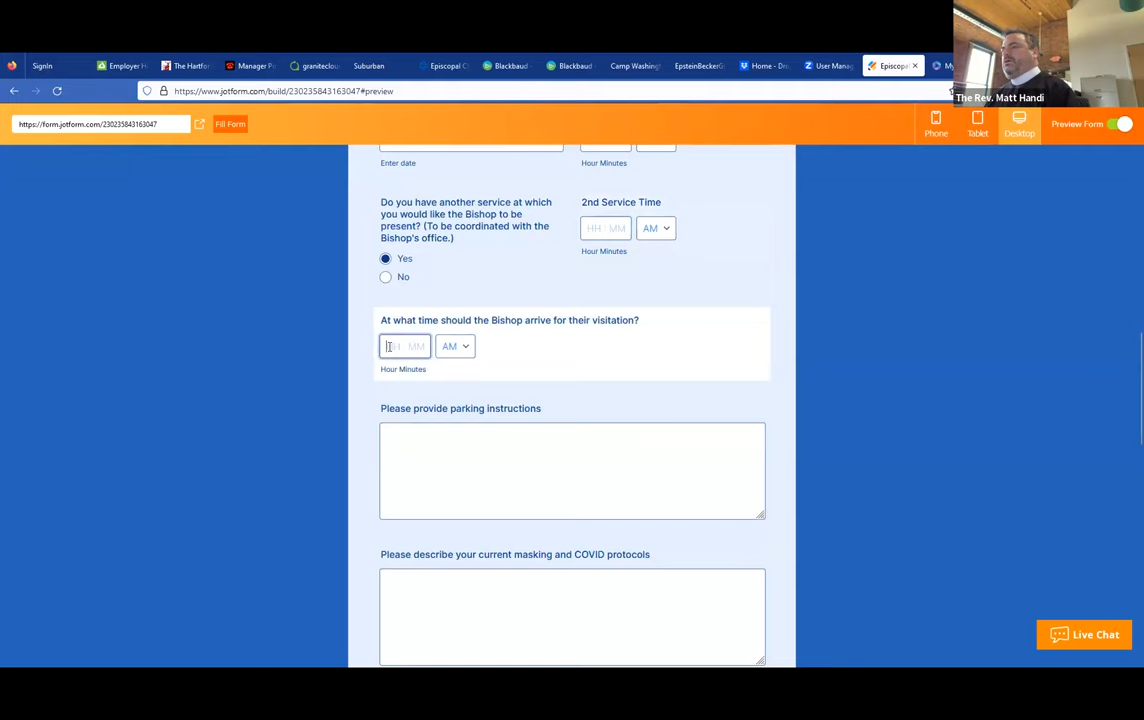 SignIn
Employer H
The Hartfor
Manager Po
graniteclou
Suburban
Episcopal C
Blackbaud
Blackbaud
Camp Washing
EpsteinBeckerG
Home - Dro
User Manag
Episcopal
My
https://www.jotform.com/build/230235843163047#preview
The Rev. Matt Handi
https://form.jotform.com/230235843163047
Fill Form
Phone
Tablet
Desktop
Preview Form
Enter date
Hour Minutes
Do you have another service at which
you would like the Bishop to be
present? (To be coordinated with the
Bishop's office.)
Yes
No
2nd Service Time
HH : MM
AM
Hour Minutes
At what time should the Bishop arrive for their visitation?
HH : MM
AM
Hour Minutes
Please provide parking instructions
Please describe your current masking and COVID protocols
Live Chat